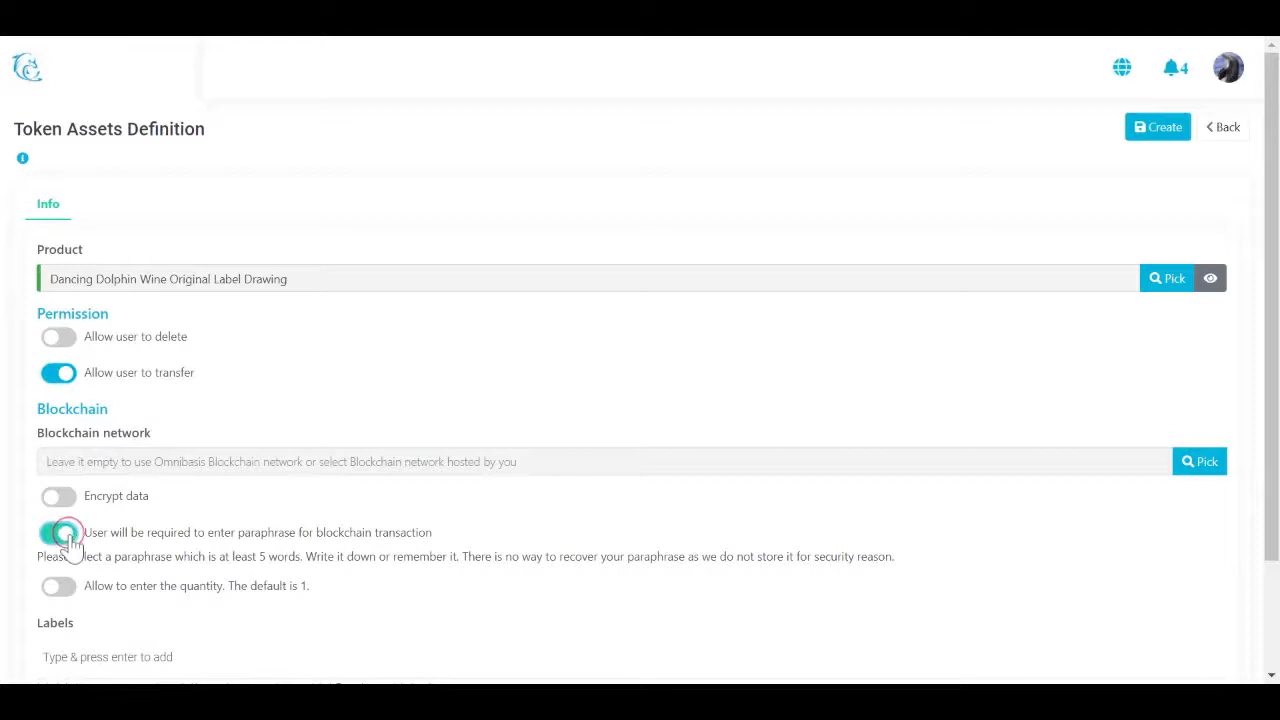 4
Token Assets Definition
Create
Back
Info
Product
Dancing Dolphin Wine Original Label Drawing
Pick
Permission
Allow user to delete
Allow user to transfer
Blockchain
Blockchain network
Leave it empty to use Omnibasis Blockchain network or select Blockchain network hosted by you
Pick
Encrypt data
User will be required to enter paraphrase for blockchain transaction
Please select a paraphrase which is at least 5 words. Write it down or remember it. There is no way to recover your paraphrase as we do not store it for security reason.
Allow to enter the quantity. The default is 1.
Labels
Type & press enter to add